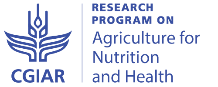 CGIAR
RESEARCH
PROGRAM ON
Agriculture for
Nutrition
and Health